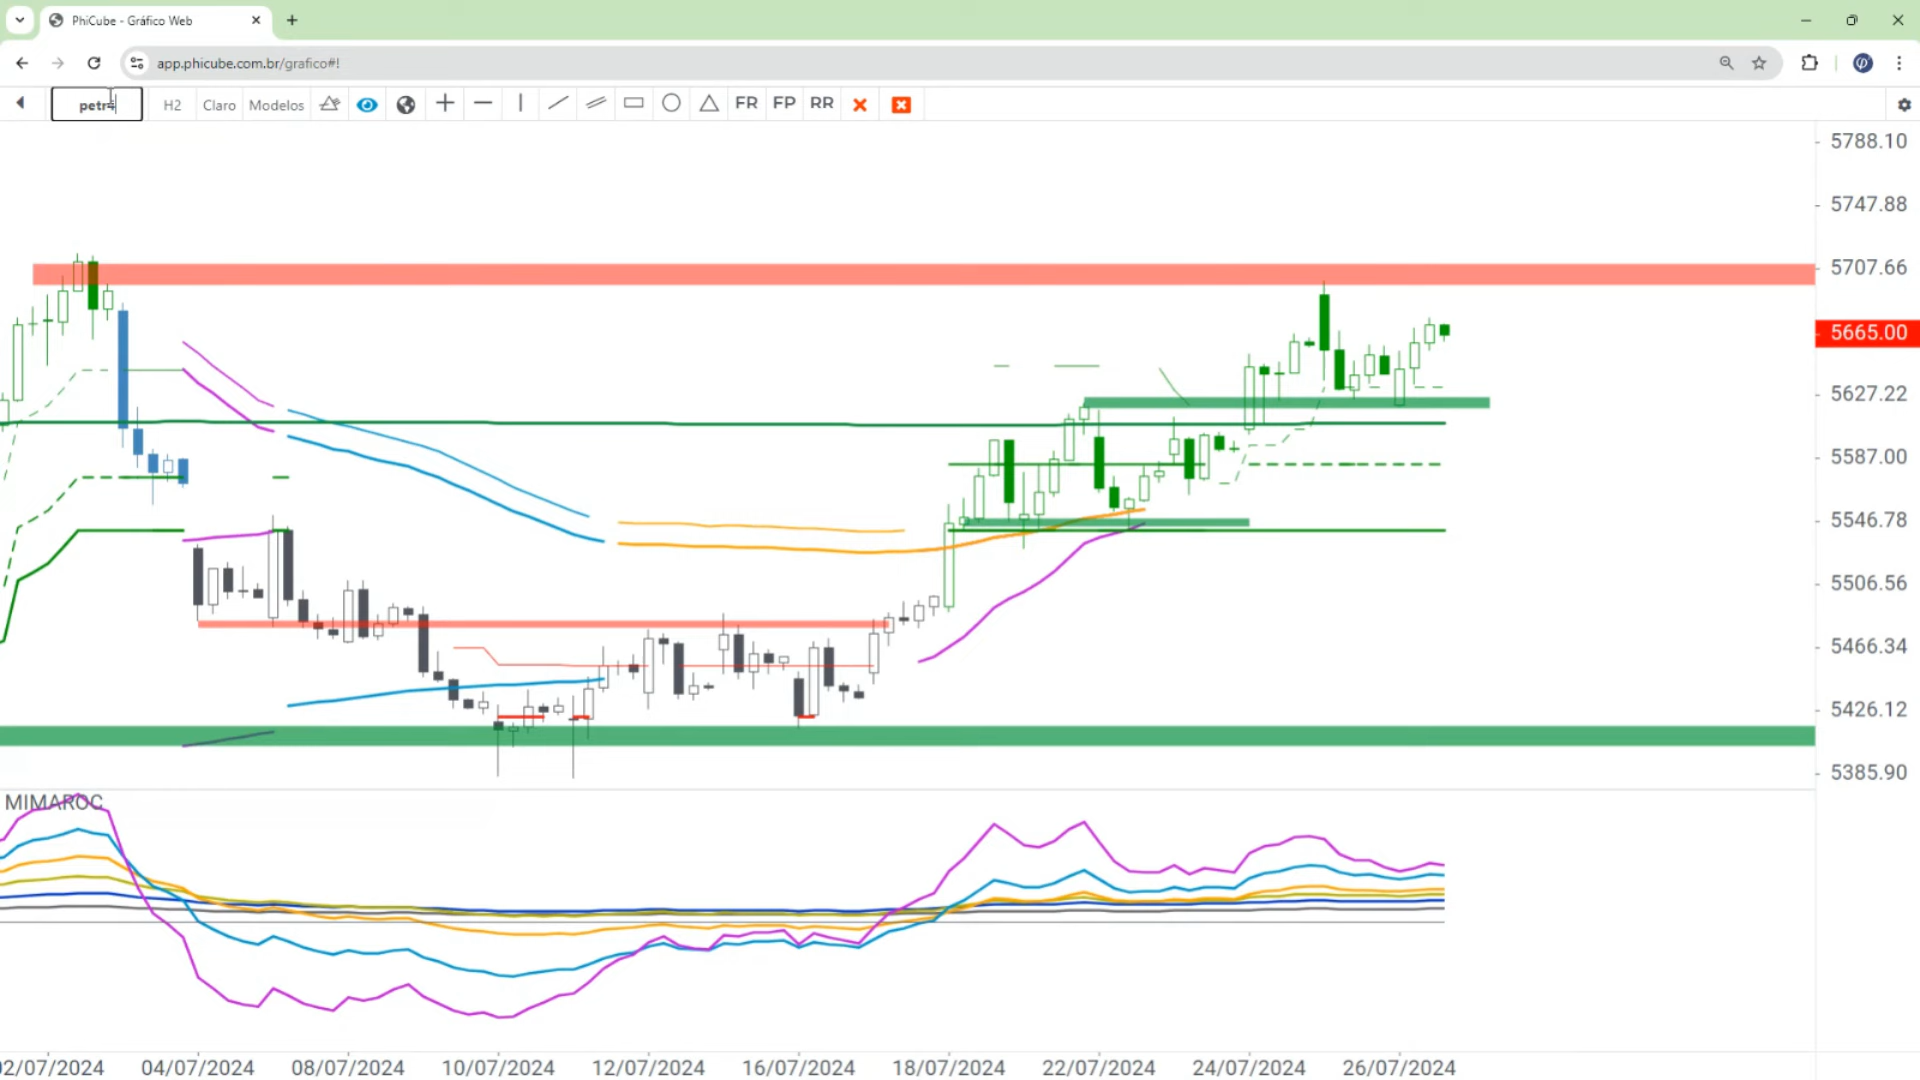 PhiCube - Gráfico Web
app.phicube.com.br/grafico#!
petr4 H2 Claro Modelos FR FP RR
5788.10
5747.88
5707.66
5665.00
5627.22
5587.00
5546.78
5506.56
5466.34
5426.12
5385.90
MIMAROC
02/07/2024 04/07/2024 08/07/2024 10/07/2024 12/07/2024 16/07/2024 18/07/2024 22/07/2024 24/07/2024 26/07/2024